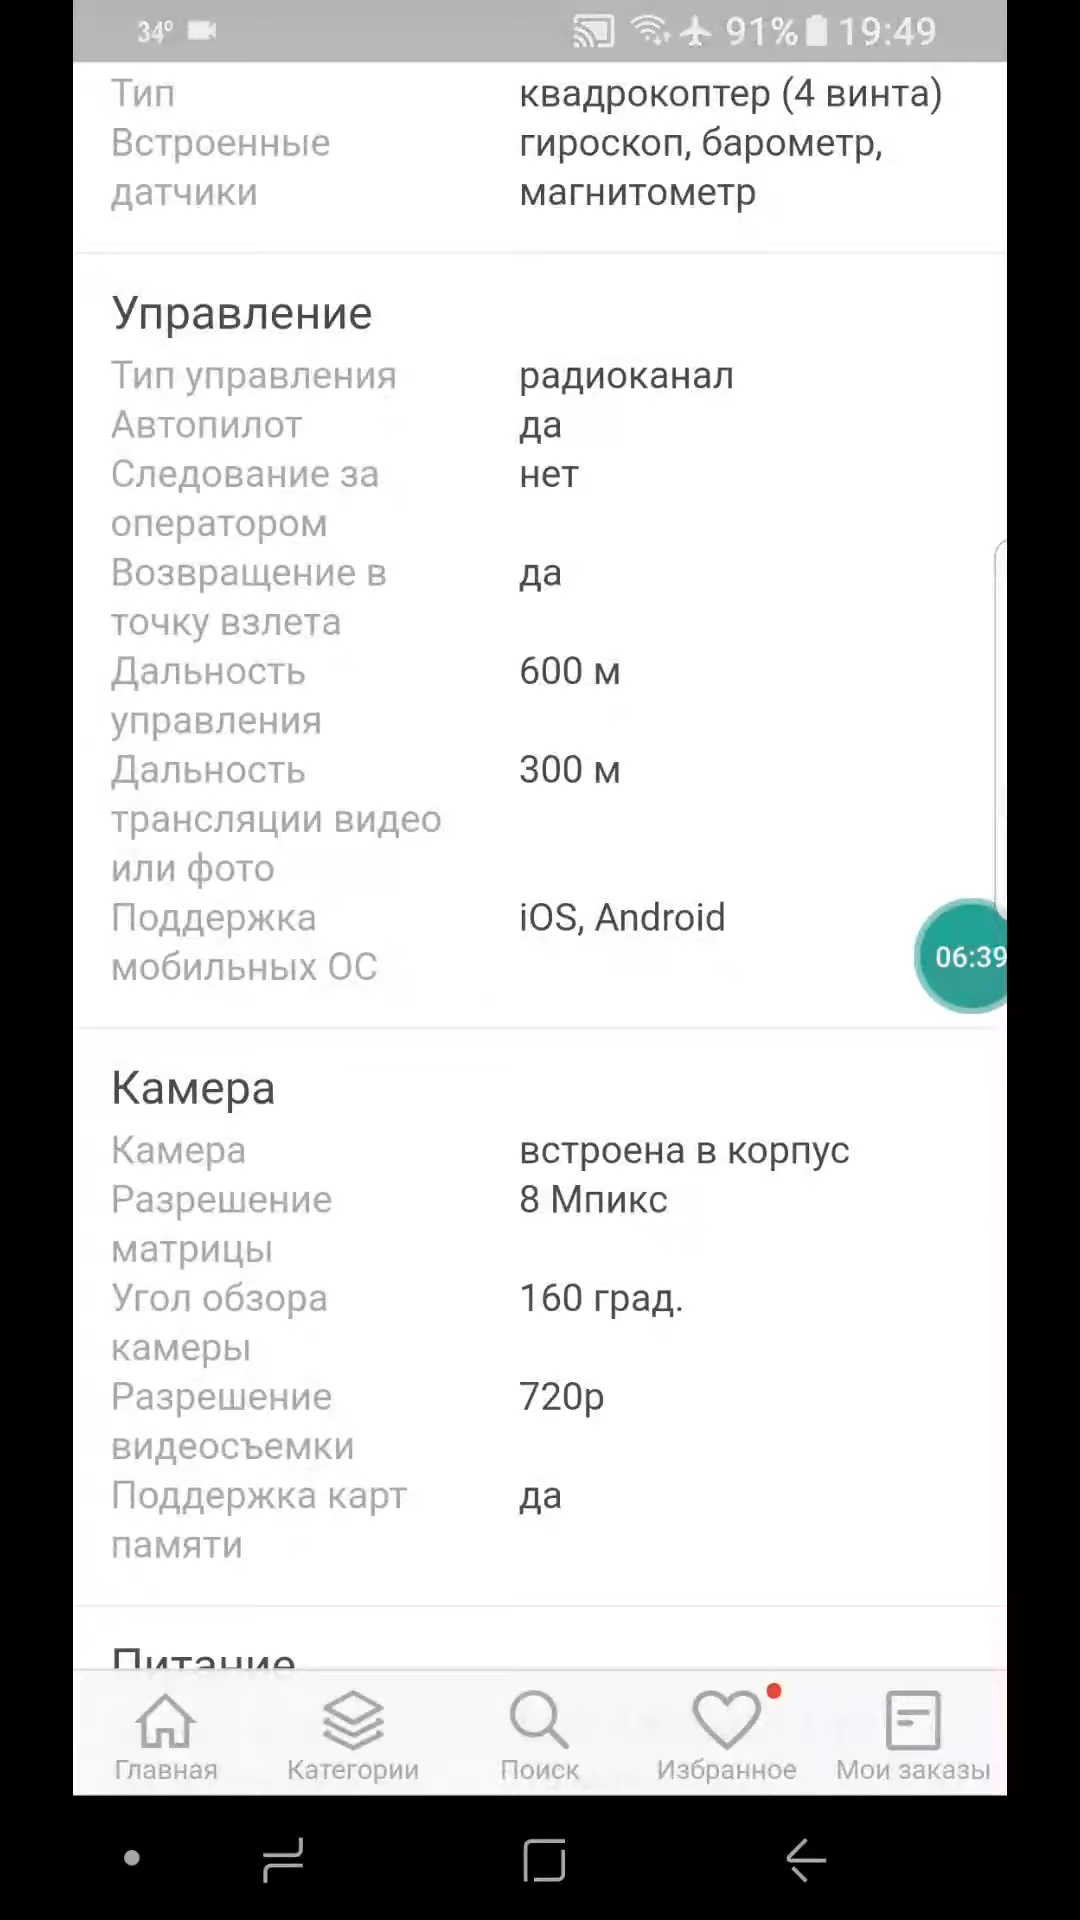 34°
91% 19:49
Тип квадрокоптер (4 винта)
Встроенные гироскоп, барометр,
датчики магнитометр
Управление
Тип управления радиоканал
Автопилот да
Следование за нет
оператором
Возвращение в да
точку взлета
Дальность 600 м
управления
Дальность 300 м
трансляции видео
или фото
Поддержка iOS, Android
мобильных ОС
06:39
Камера
Камера встроена в корпус
Разрешение 8 Мпикс
матрицы
Угол обзора 160 град.
камеры
Разрешение 720p
видеосъемки
Поддержка карт да
памяти
Питание
Главная Категории Поиск Избранное Мои заказы